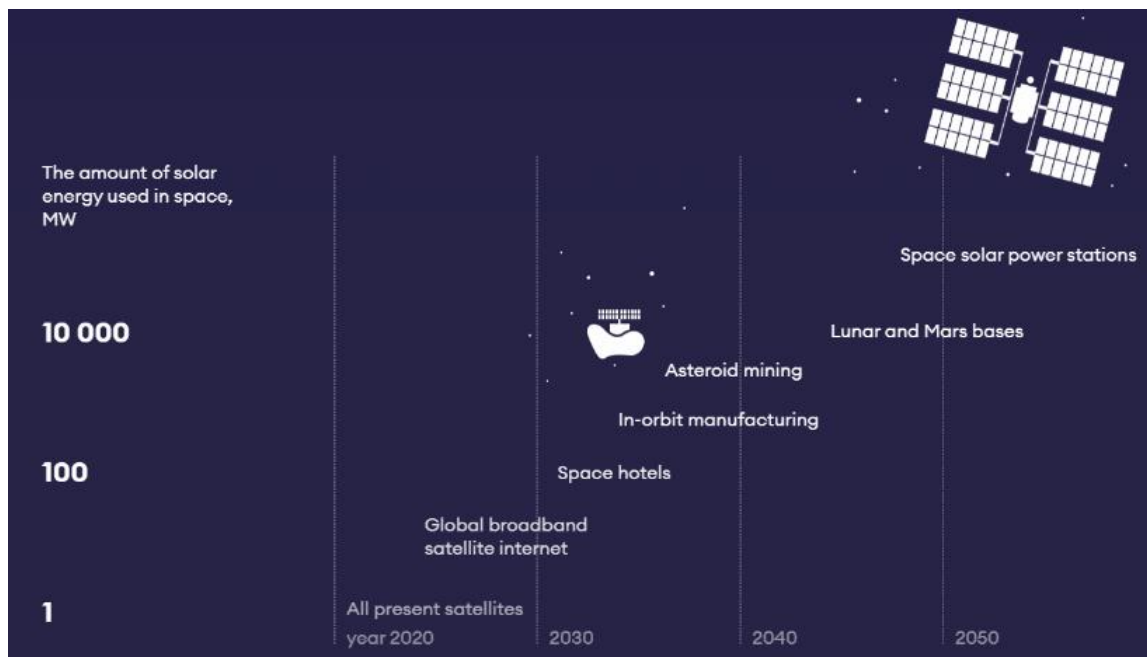 The amount of solar
energy used in space,
MW
Space solar power stations
10 000
Lunar and Mars bases
Asteroid mining
In-orbit manufacturing
100
Space hotels
Global broadband
satellite internet
1
All present satellites
year 2020
2030
2040
2050